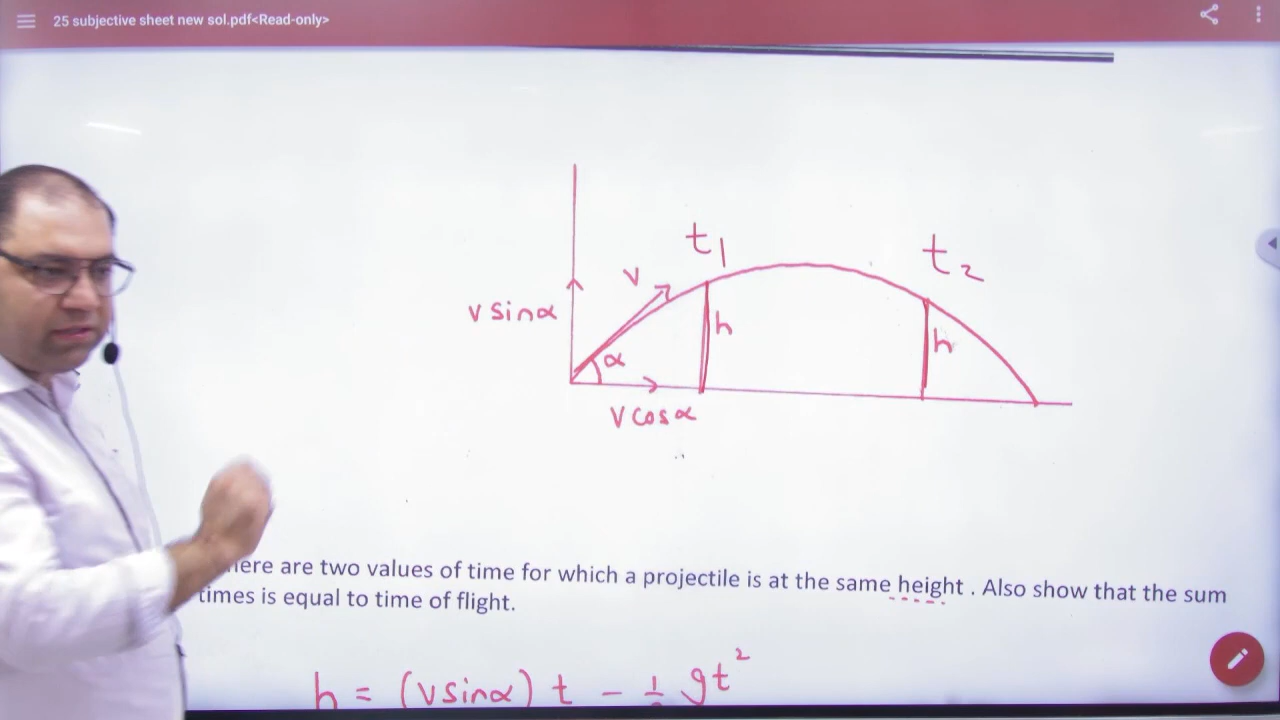 25 subjective sheet new sol.pdf<Read-only>
t₁
t₂
v
v sinα
h
h
α
v cosα
are two values of time for which a projectile is at the same height . Also show that the sum
times is equal to time of flight.
h = (v sinα) t - ½ gt²